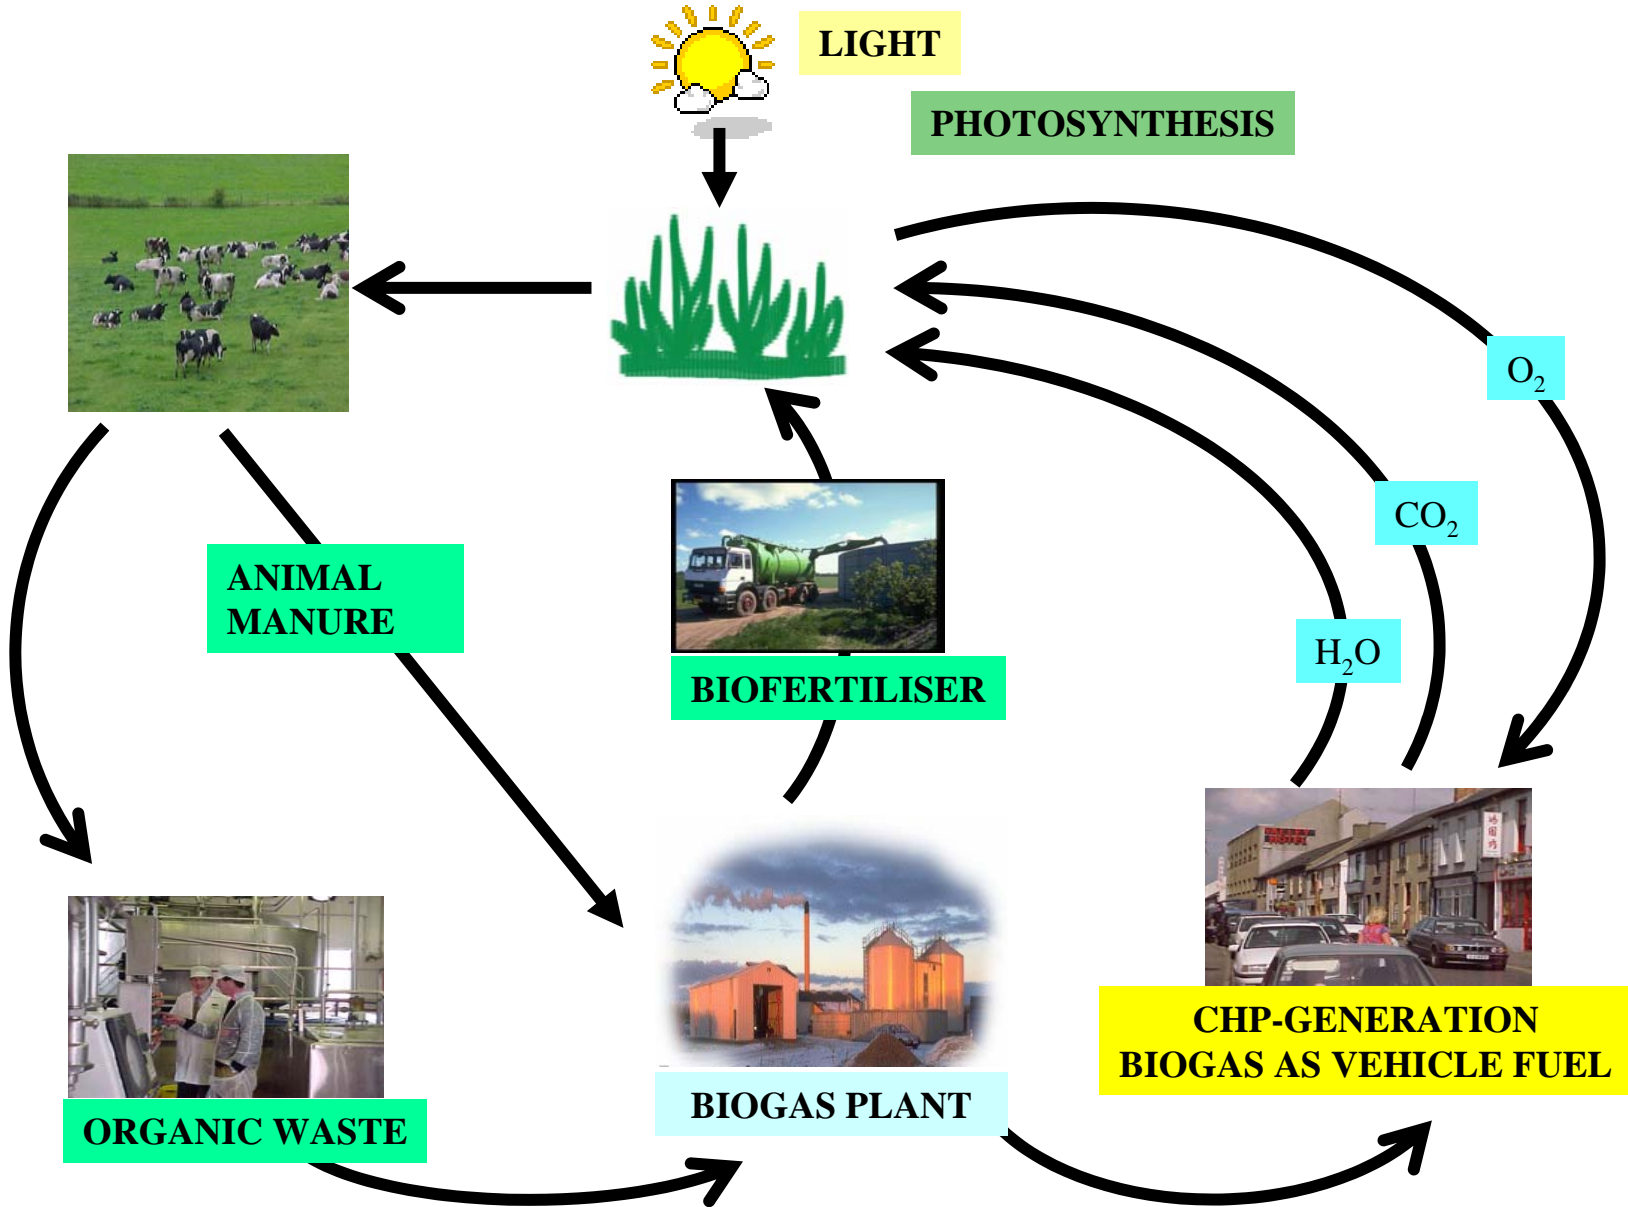 LIGHT
PHOTOSYNTHESIS
O₂
CO₂
ANIMAL
MANURE
H₂O
BIOFERTILISER
CHP-GENERATION
BIOGAS AS VEHICLE FUEL
BIOGAS PLANT
ORGANIC WASTE